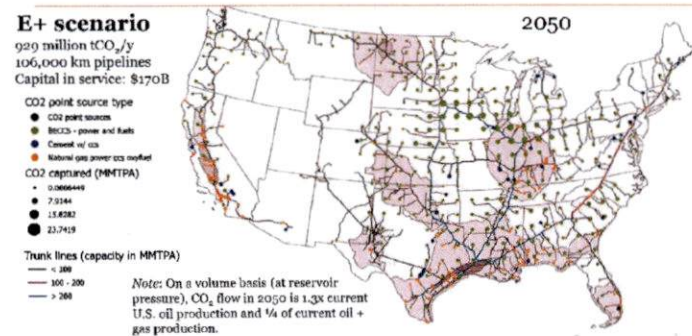 E+ scenario
2050
929 million tCO₂/y
106,000 km pipelines
Capital in service: $170B
CO2 point source type
CO2 point sources
BECCS - power and fuels
Cement w/ ccs
Natural gas power ccs oxyfuel
CO2 captured (MMTPA)
0.0006449
7.9144
15.8282
23.7419
Trunk lines (capacity in MMTPA)
< 100
100 - 200
> 200
Note: On a volume basis (at reservoir
pressure), CO₂ flow in 2050 is 1.3x current
U.S. oil production and ¼ of current oil +
gas production.